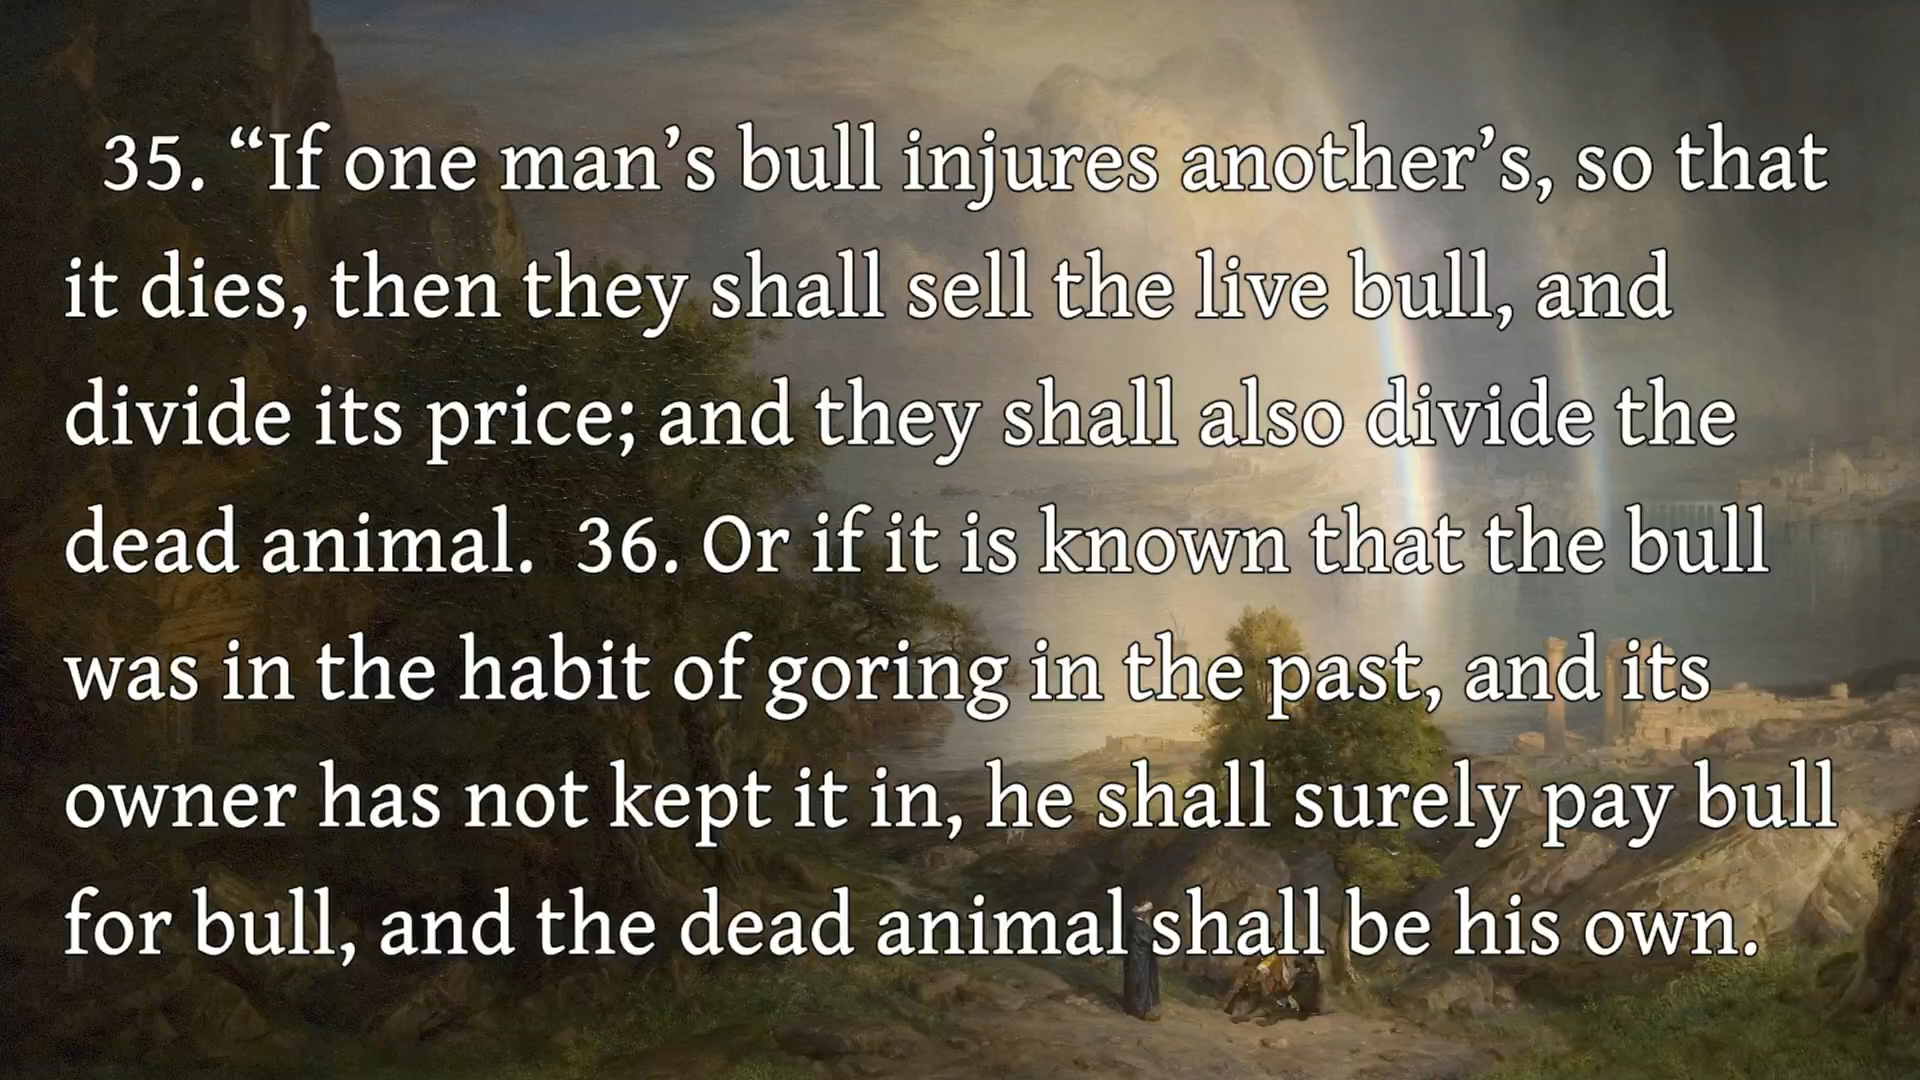 35. “If one man’s bull injures another’s, so that
it dies, then they shall sell the live bull, and
divide its price; and they shall also divide the
dead animal.  36. Or if it is known that the bull
was in the habit of goring in the past, and its
owner has not kept it in, he shall surely pay bull
for bull, and the dead animal shall be his own.